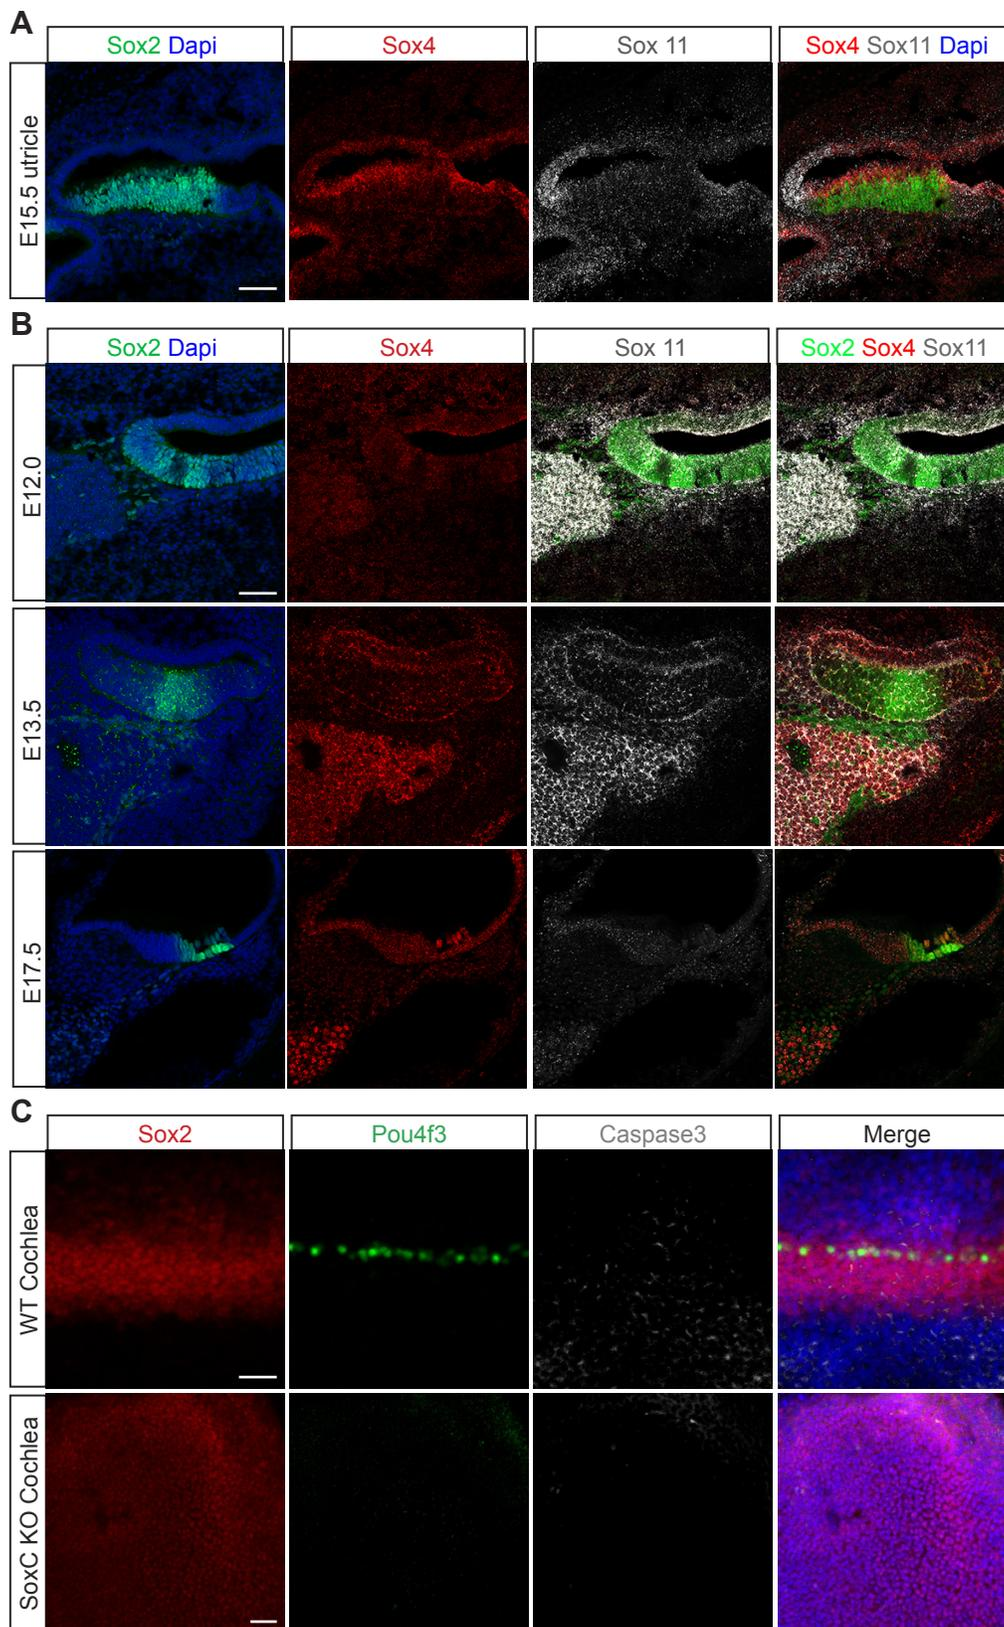 A
Sox2 Dapi
Sox4
Sox 11
Sox4 Sox11 Dapi
E15.5 utricle
B
Sox2 Dapi
Sox4
Sox 11
Sox2 Sox4 Sox11
E12.0
E13.5
E17.5
C
Sox2
Pou4f3
Caspase3
Merge
WT Cochlea
SoxC KO Cochlea